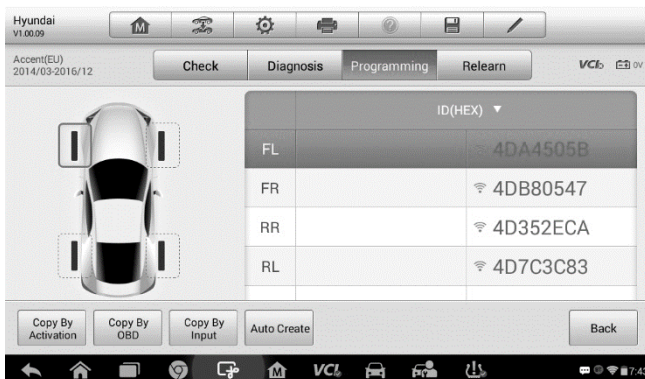 Hyundai
V1.00.09
Accent(EU)
2014/03-2016/12
Check
Diagnosis
Programming
Relearn
VCI
0V
ID(HEX) ▼
FL 4DA4505B
FR 4DB80547
RR 4D352ECA
RL 4D7C3C83
Copy By
Activation
Copy By
OBD
Copy By
Input
Auto Create
Back
M
VCI
7:43